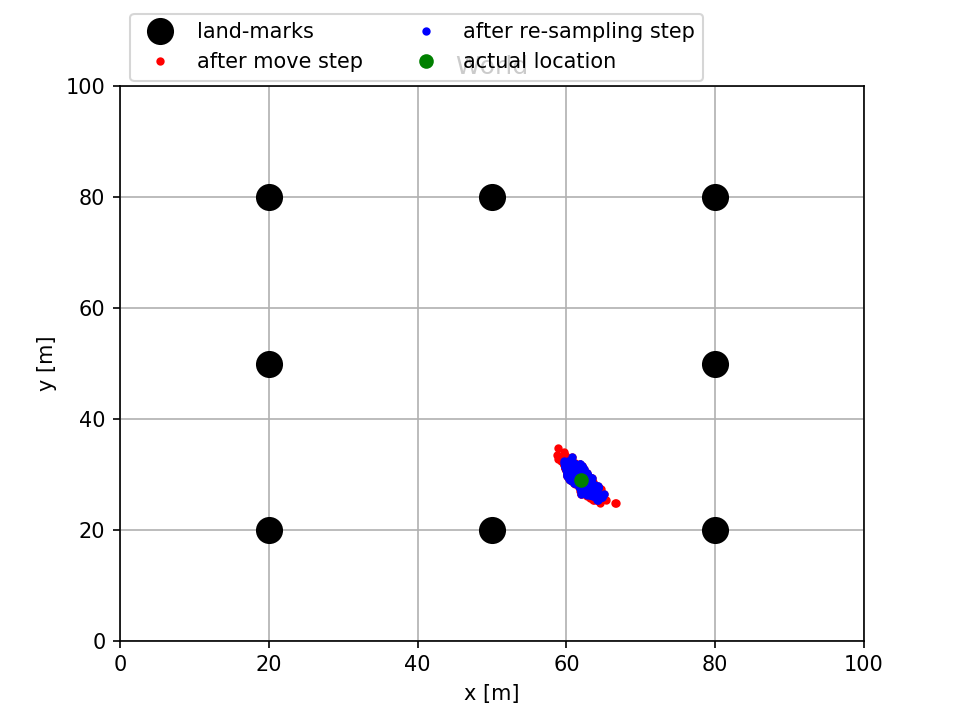 land-marks
after move step
after re-sampling step
actual location
World
100
80
60
40
20
0
y [m]
0 20 40 60 80 100
x [m]